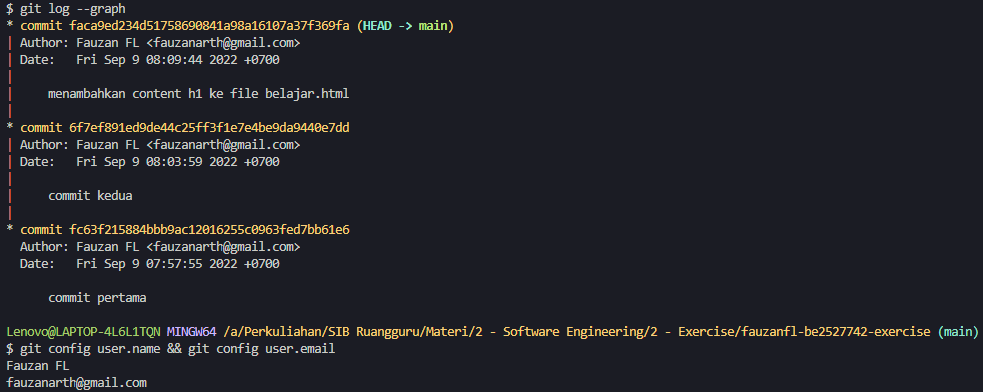 $ git log --graph
* commit faca9ed234d51758690841a98a16107a37f369fa (HEAD -> main)
| Author: Fauzan FL <fauzanarth@gmail.com>
| Date:   Fri Sep 9 08:09:44 2022 +0700
|
|     menambahkan content h1 ke file belajar.html
|
* commit 6f7ef891ed9de44c25ff3f1e7e4be9da9440e7dd
| Author: Fauzan FL <fauzanarth@gmail.com>
| Date:   Fri Sep 9 08:03:59 2022 +0700
|
|     commit kedua
|
* commit fc63f215884bbb9ac12016255c0963fed7bb61e6
  Author: Fauzan FL <fauzanarth@gmail.com>
  Date:   Fri Sep 9 07:57:55 2022 +0700

      commit pertama

Lenovo@LAPTOP-4L6L1TQN MINGW64 /a/Perkuliahan/SIB Ruangguru/Materi/2 - Software Engineering/2 - Exercise/fauzanfl-be2527742-exercise (main)
$ git config user.name && git config user.email
Fauzan FL
fauzanarth@gmail.com